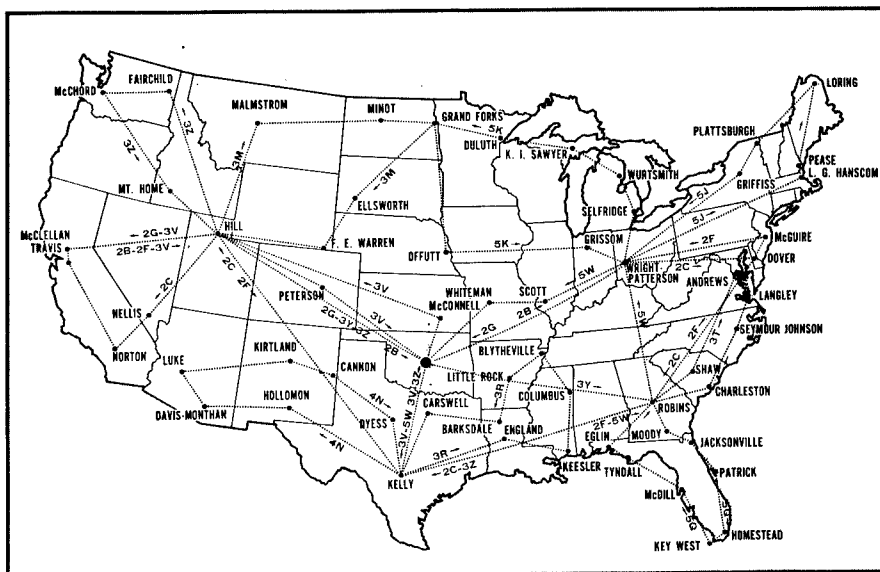 LORING
FAIRCHILD
McCHORD
MALMSTROM
MINOT
GRAND FORKS
← 5K
DULUTH
K. I. SAWYER
PLATTSBURGH
PEASE
L. G. HANSCOM
← 3Z
3Z →
3M →
← 3M
WURTSMITH
GRIFFISS
MT. HOME
ELLSWORTH
SELFRIDGE
← 5J
5J →
McCLELLAN
TRAVIS
HILL
← 2G-3V
2B-2F-3V →
F. E. WARREN
OFFUTT
5K →
GRISSOM
← 2F
2C →
McGUIRE
DOVER
WRIGHT
PATTERSON
ANDREWS
← 2C
2F →
← 3V
PETERSON
WHITEMAN
SCOTT
← 5W
McCONNELL
LANGLEY
3V →
2G-3Y-3Z
2B →
← 2G
2B →
← 5W
2F →
3T →
← 2C
SEYMOUR JOHNSON
NELLIS
← 2C
NORTON
BLYTHEVILLE
KIRTLAND
LUKE
CANNON
LITTLE ROCK
COLUMBUS
3Y →
SHAW
CHARLESTON
HOLLOMON
DAVIS-MONTHAN
4N →
DYESS
CARSWELL
← 3R
BARKSDALE
ENGLAND
ROBINS
2F-5W →
EGLIN
MOODY
← 4N
← 3V-5W 3V-3Z
3R →
← 2C-3Z
KELLY
KEESLER
TYNDALL
JACKSONVILLE
PATRICK
McDILL
KEY WEST
HOMESTEAD